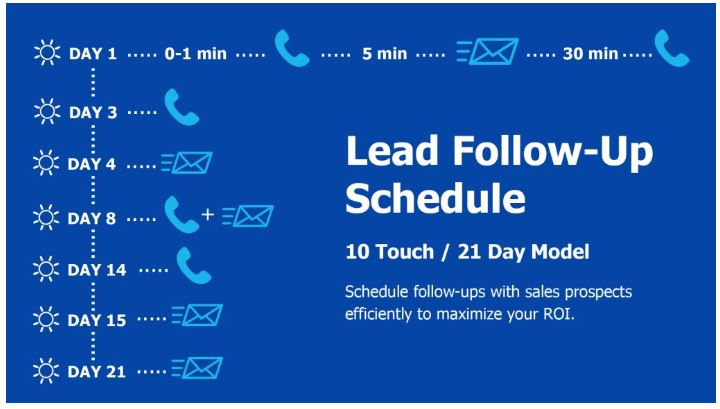 DAY 1 ..... 0-1 min ..... ..... 5 min ..... ..... 30 min .....
DAY 3 .....
DAY 4 .....
DAY 8 ..... +
DAY 14 .....
DAY 15 .....
DAY 21 .....
Lead Follow-Up
Schedule
10 Touch / 21 Day Model
Schedule follow-ups with sales prospects
efficiently to maximize your ROI.